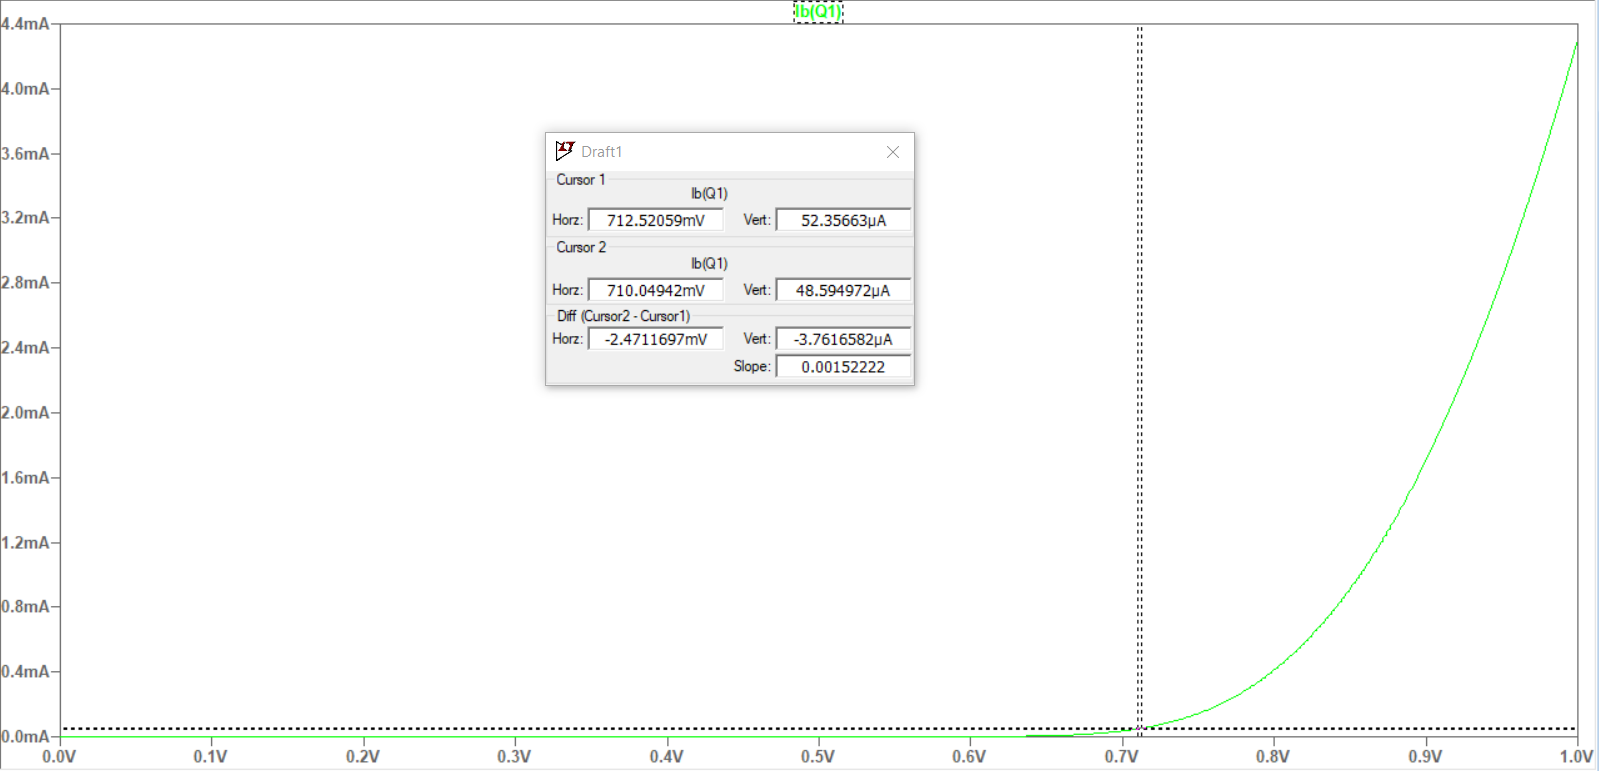 Ib(Q1)
4.4mA
4.0mA
3.6mA
3.2mA
2.8mA
2.4mA
2.0mA
1.6mA
1.2mA
0.8mA
0.4mA
0.0mA
Draft1
Cursor 1
Ib(Q1)
Horz: 712.52059mV Vert: 52.35663µA
Cursor 2
Ib(Q1)
Horz: 710.04942mV Vert: 48.594972µA
Diff (Cursor2 - Cursor1)
Horz: -2.4711697mV Vert: -3.7616582µA
Slope: 0.00152222
0.0V 0.1V 0.2V 0.3V 0.4V 0.5V 0.6V 0.7V 0.8V 0.9V 1.0V